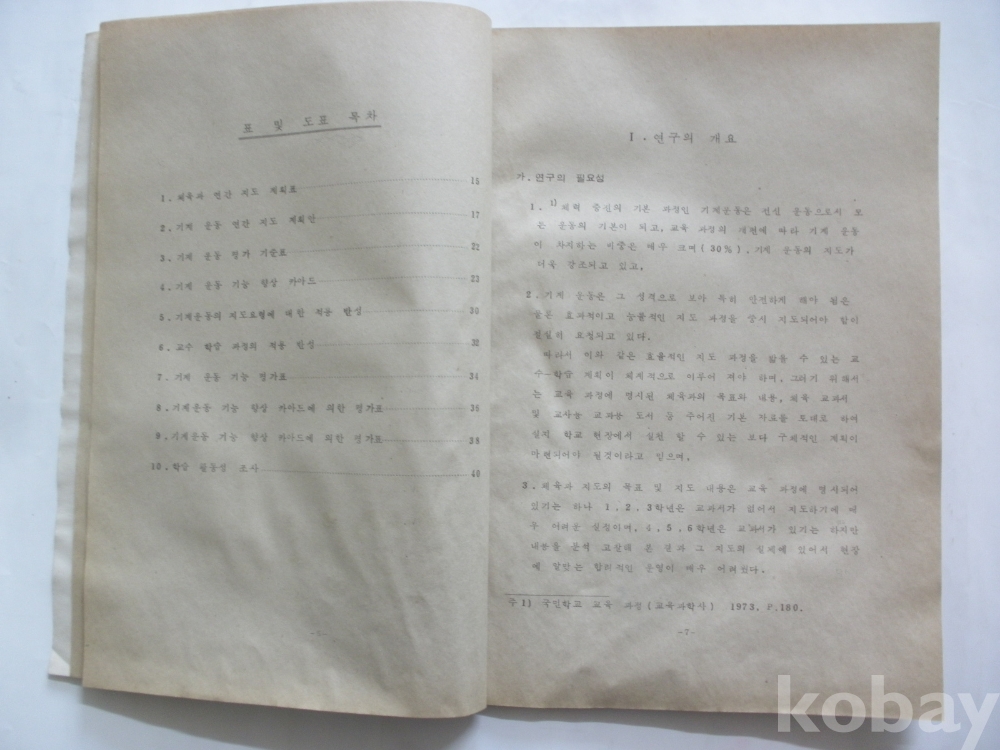 표 및 도표 목차
1. 체육과 연간 지도 계획표 15
2. 기계 운동 연간 지도 계획안 17
3. 기계 운동 평가 기준표 22
4. 기계 운동 기능 향상 카아드 23
5. 기계운동의 지도요령에 대한 적용 반성 30
6. 교수 학습 과정의 적용 반성 32
7. 기계 운동 기능 평가표 34
8. 기계운동 기능 향상 카아드에 의한 평가표 36
9. 기계운동 기능 향상 카아드에 의한 평가표 38
10. 학습 활동성 조사 40
I. 연구의 개요
가. 연구의 필요성
1. 1)체력 증진의 기본 과정인 기계운동은 전신 운동으로서 모
든 운동의 기본이 되고, 교육 과정의 개편에 따라 기계 운동
이 차지하는 비중은 매우 크며(30%), 기계 운동의 지도가
더욱 강조되고 있고,
2. 기계 운동은 그 성격으로 보아 특히 안전하게 해야 됨은
물론 효과적이고 능률적인 지도 과정을 항시 지도되어야 함이
절실히 요청되고 있다.
따라서 이와 같은 효율적인 지도 과정을 밟을 수 있는 교
수-학습 계획이 체계적으로 이루어 져야 하며, 그러기 위해서
는 교육 과정에 명시된 체육과의 목표와 내용, 체육 교과서
및 교사용 교과용 도서 등 주어진 기본 자료를 토대로 하여
실지 학교 현장에서 실천 할 수 있는 보다 구체적인 계획이
마련되어야 될것이라고 믿으며,
3. 체육과 지도의 목표 및 지도 내용은 교육 과정에 명시되어
있기는 하나 1,2,3학년은 교과서가 없어서 지도하기에 매
우 어려운 실정이며, 4,5,6학년은 교과서가 있기는 하지만
내용을 분석 고찰해 본 결과 그 지도의 실제에 있어서 현장
에 알맞는 합리적인 운영이 매우 어려웠다.
주1) 국민학교 교육 과정(교육과학사) 1973. P.180.
-7-
kobay